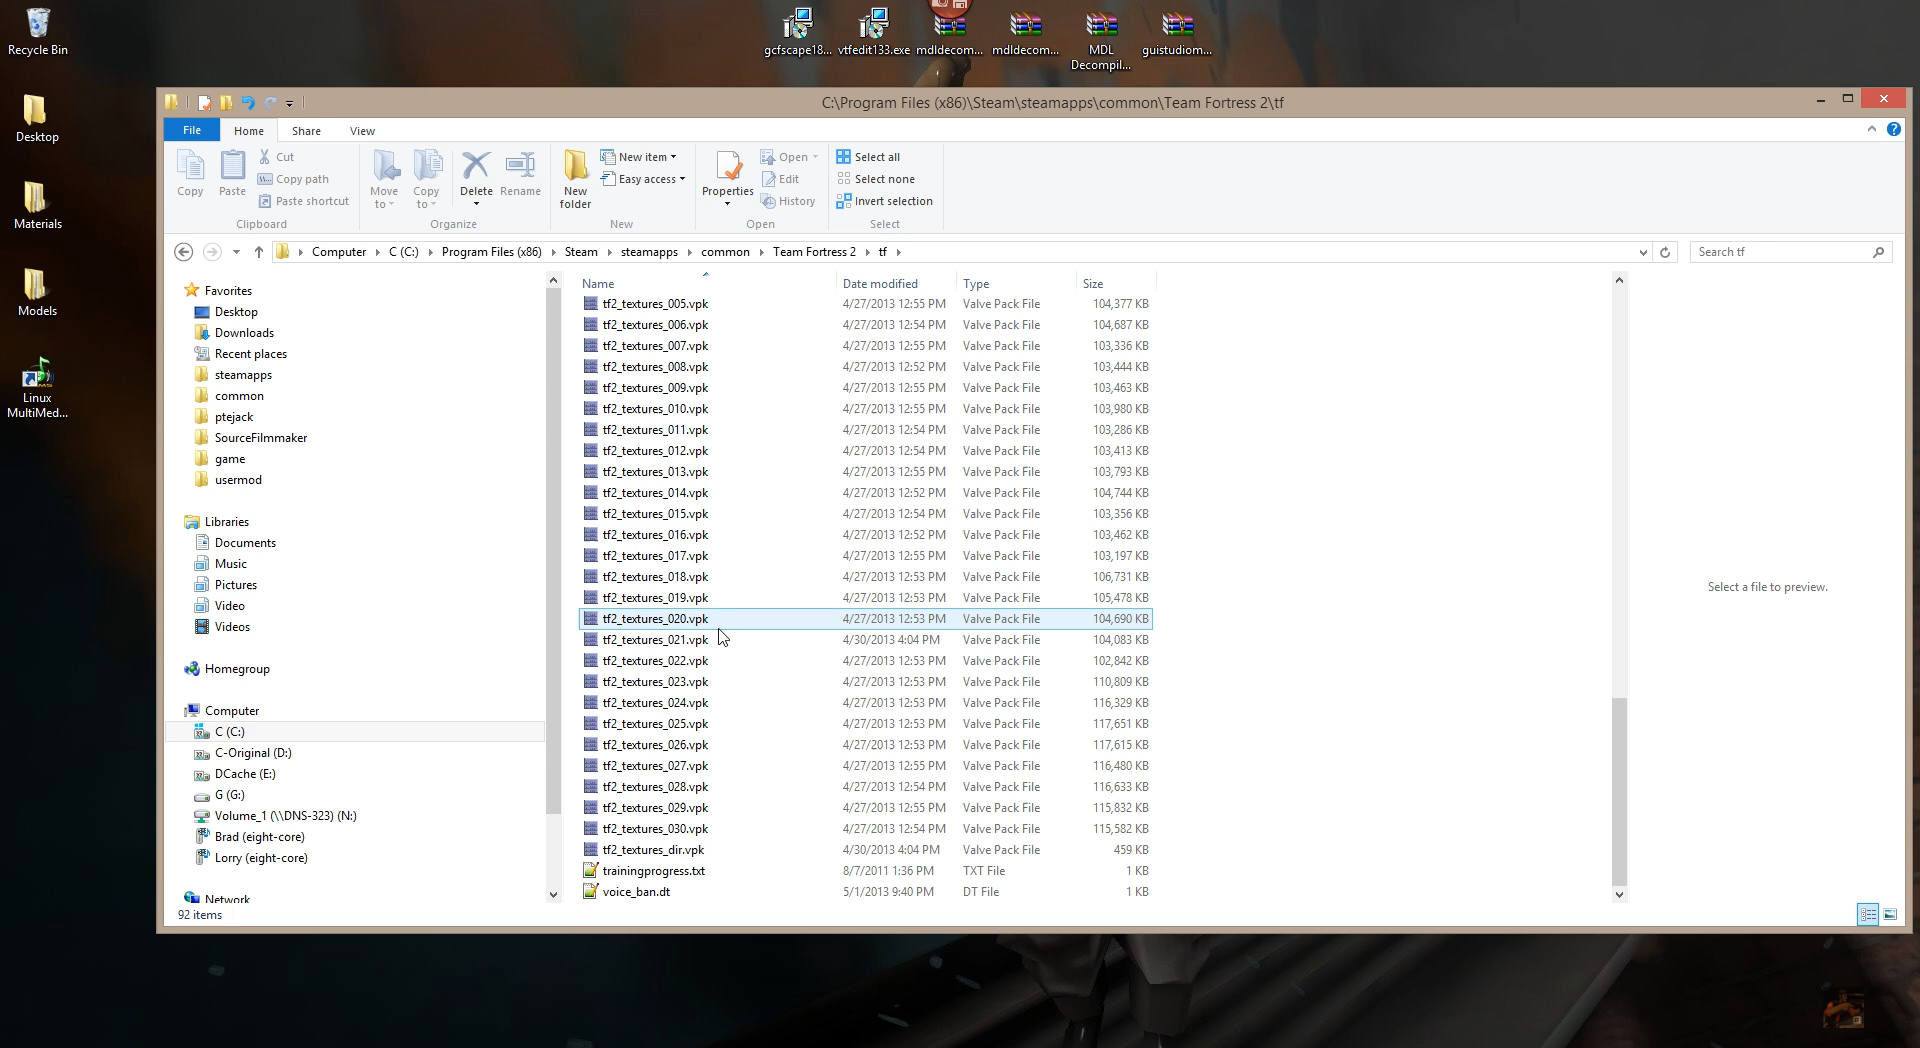 Recycle Bin
gcfscape18... vtfedit133.exe mdldecom... mdldecom... MDL Decompil... guistudiom...
Desktop
Materials
Models
Linux
MultiMed...
C:\Program Files (x86)\Steam\steamapps\common\Team Fortress 2\tf
File Home Share View
Copy
Paste
Cut
Copy path
Paste shortcut
Clipboard
Move to
Copy to
Delete
Rename
Organize
New folder
New item
Easy access
New
Properties
Open
Edit
History
Open
Select all
Select none
Invert selection
Select
Computer C (C:) Program Files (x86) Steam steamapps common Team Fortress 2 tf
Search tf
Favorites
Desktop
Downloads
Recent places
steamapps
common
ptejack
SourceFilmmaker
game
usermod
Libraries
Documents
Music
Pictures
Video
Videos
Homegroup
Computer
C (C:)
C-Original (D:)
DCache (E:)
G (G:)
Volume_1 (\\DNS-323) (N:)
Brad (eight-core)
Lorry (eight-core)
Network
92 items
Name Date modified Type Size
tf2_textures_005.vpk 4/27/2013 12:55 PM Valve Pack File 104,377 KB
tf2_textures_006.vpk 4/27/2013 12:54 PM Valve Pack File 104,687 KB
tf2_textures_007.vpk 4/27/2013 12:55 PM Valve Pack File 103,336 KB
tf2_textures_008.vpk 4/27/2013 12:52 PM Valve Pack File 103,444 KB
tf2_textures_009.vpk 4/27/2013 12:55 PM Valve Pack File 103,463 KB
tf2_textures_010.vpk 4/27/2013 12:55 PM Valve Pack File 103,980 KB
tf2_textures_011.vpk 4/27/2013 12:54 PM Valve Pack File 103,286 KB
tf2_textures_012.vpk 4/27/2013 12:54 PM Valve Pack File 103,413 KB
tf2_textures_013.vpk 4/27/2013 12:55 PM Valve Pack File 103,793 KB
tf2_textures_014.vpk 4/27/2013 12:52 PM Valve Pack File 104,744 KB
tf2_textures_015.vpk 4/27/2013 12:54 PM Valve Pack File 103,356 KB
tf2_textures_016.vpk 4/27/2013 12:52 PM Valve Pack File 103,462 KB
tf2_textures_017.vpk 4/27/2013 12:55 PM Valve Pack File 103,197 KB
tf2_textures_018.vpk 4/27/2013 12:53 PM Valve Pack File 106,731 KB
tf2_textures_019.vpk 4/27/2013 12:53 PM Valve Pack File 105,478 KB
tf2_textures_020.vpk 4/27/2013 12:53 PM Valve Pack File 104,690 KB
tf2_textures_021.vpk 4/30/2013 4:04 PM Valve Pack File 104,083 KB
tf2_textures_022.vpk 4/27/2013 12:53 PM Valve Pack File 102,842 KB
tf2_textures_023.vpk 4/27/2013 12:53 PM Valve Pack File 110,809 KB
tf2_textures_024.vpk 4/27/2013 12:53 PM Valve Pack File 116,329 KB
tf2_textures_025.vpk 4/27/2013 12:53 PM Valve Pack File 117,651 KB
tf2_textures_026.vpk 4/27/2013 12:53 PM Valve Pack File 117,615 KB
tf2_textures_027.vpk 4/27/2013 12:55 PM Valve Pack File 116,480 KB
tf2_textures_028.vpk 4/27/2013 12:54 PM Valve Pack File 116,633 KB
tf2_textures_029.vpk 4/27/2013 12:55 PM Valve Pack File 115,832 KB
tf2_textures_030.vpk 4/27/2013 12:54 PM Valve Pack File 115,582 KB
tf2_textures_dir.vpk 4/30/2013 4:04 PM Valve Pack File 459 KB
trainingprogress.txt 8/7/2011 1:36 PM TXT File 1 KB
voice_ban.dt 5/1/2013 9:40 PM DT File 1 KB
Select a file to preview.